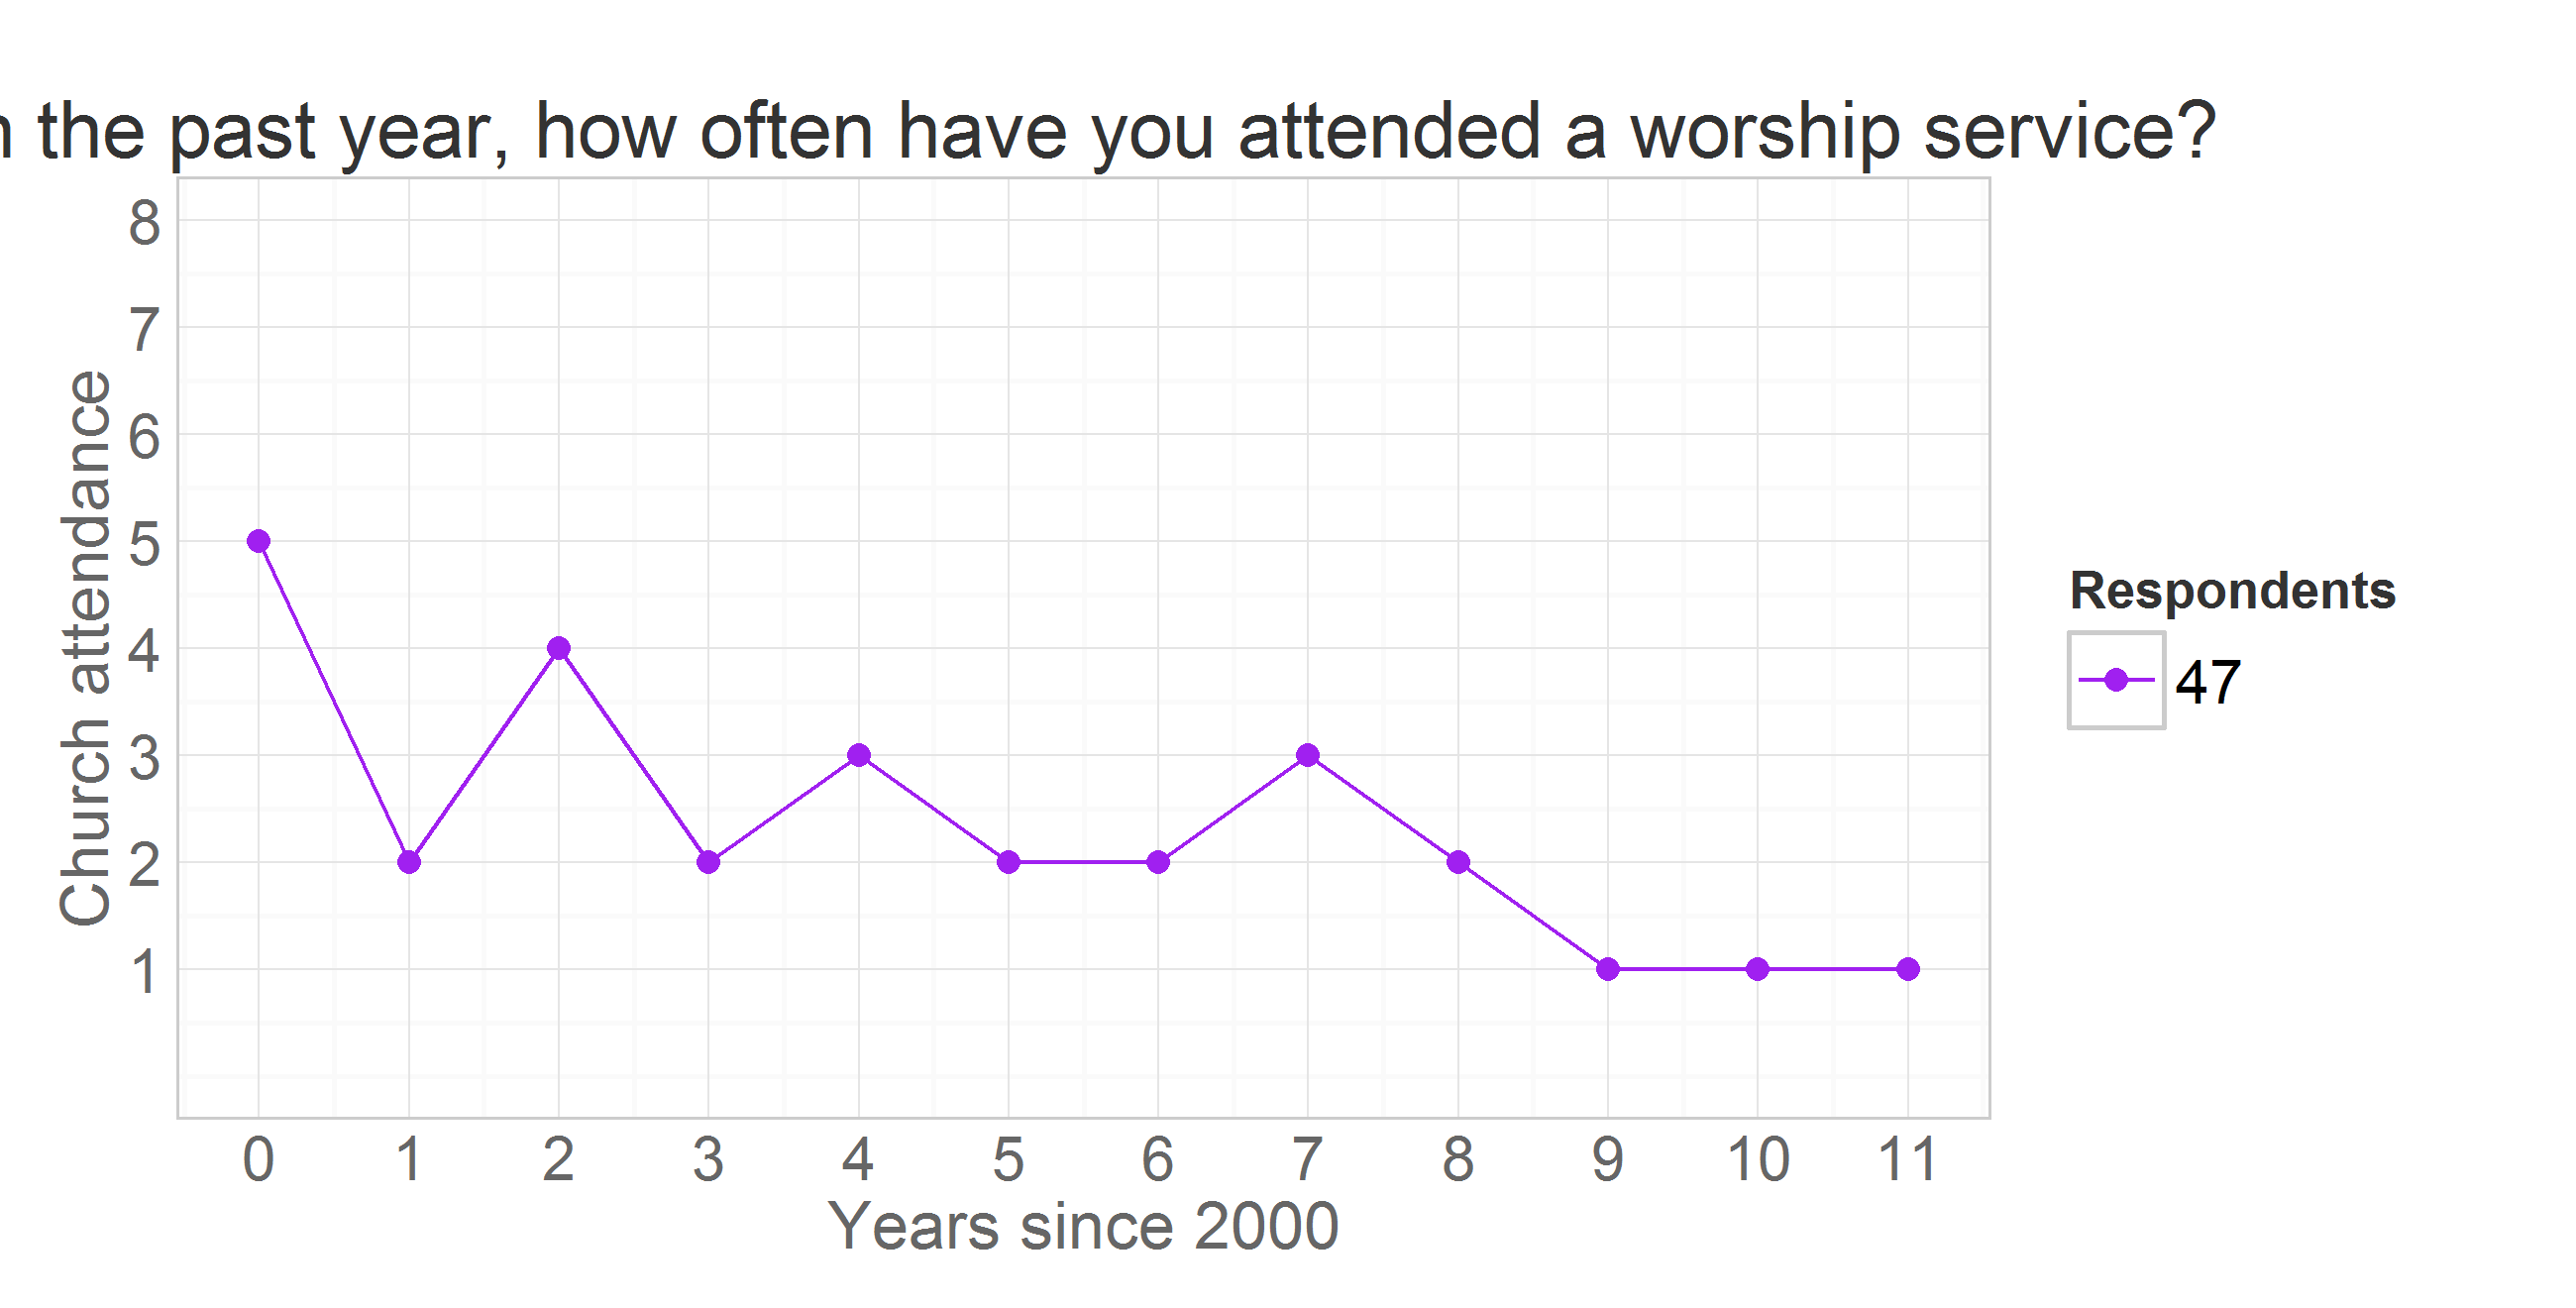 the past year, how often have you attended a worship service?
8
7
6
5
4
3
2
1
Church attendance
0 1 2 3 4 5 6 7 8 9 10 11
Years since 2000
Respondents
47